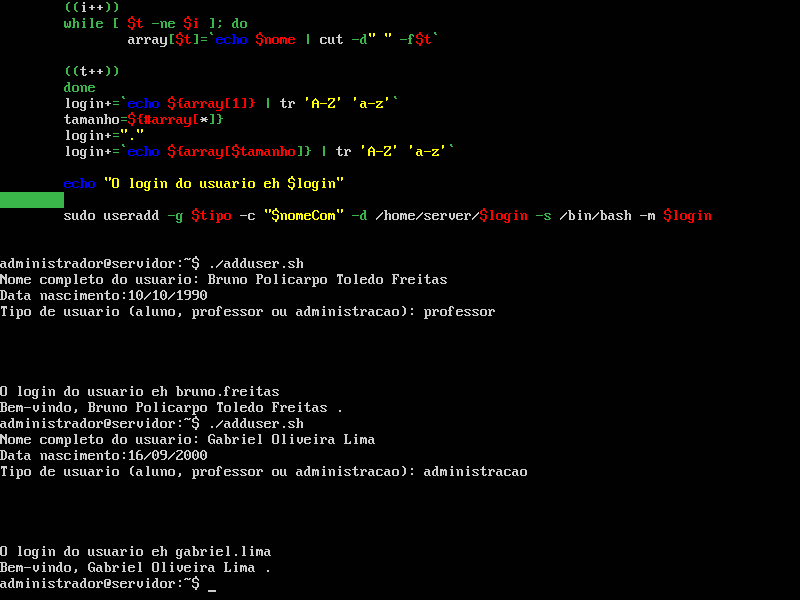 ((i++))
while [ $t -ne $i ]; do
array[$t]=`echo $nome | cut -d" " -f$t`
((t++))
done
login+=`echo ${array[1]} | tr 'A-Z' 'a-z'`
tamanho=${#array[*]}
login+="."
login+=`echo ${array[$tamanho]} | tr 'A-Z' 'a-z'`
echo "O login do usuario eh $login"
sudo useradd -g $tipo -c "$nomeCom" -d /home/server/$login -s /bin/bash -m $login
administrador@servidor:~$ ./adduser.sh
Nome completo do usuario: Bruno Policarpo Toledo Freitas
Data nascimento:10/10/1990
Tipo de usuario (aluno, professor ou administracao): professor
O login do usuario eh bruno.freitas
Bem-vindo, Bruno Policarpo Toledo Freitas .
administrador@servidor:~$ ./adduser.sh
Nome completo do usuario: Gabriel Oliveira Lima
Data nascimento:16/09/2000
Tipo de usuario (aluno, professor ou administracao): administracao
O login do usuario eh gabriel.lima
Bem-vindo, Gabriel Oliveira Lima .
administrador@servidor:~$ _